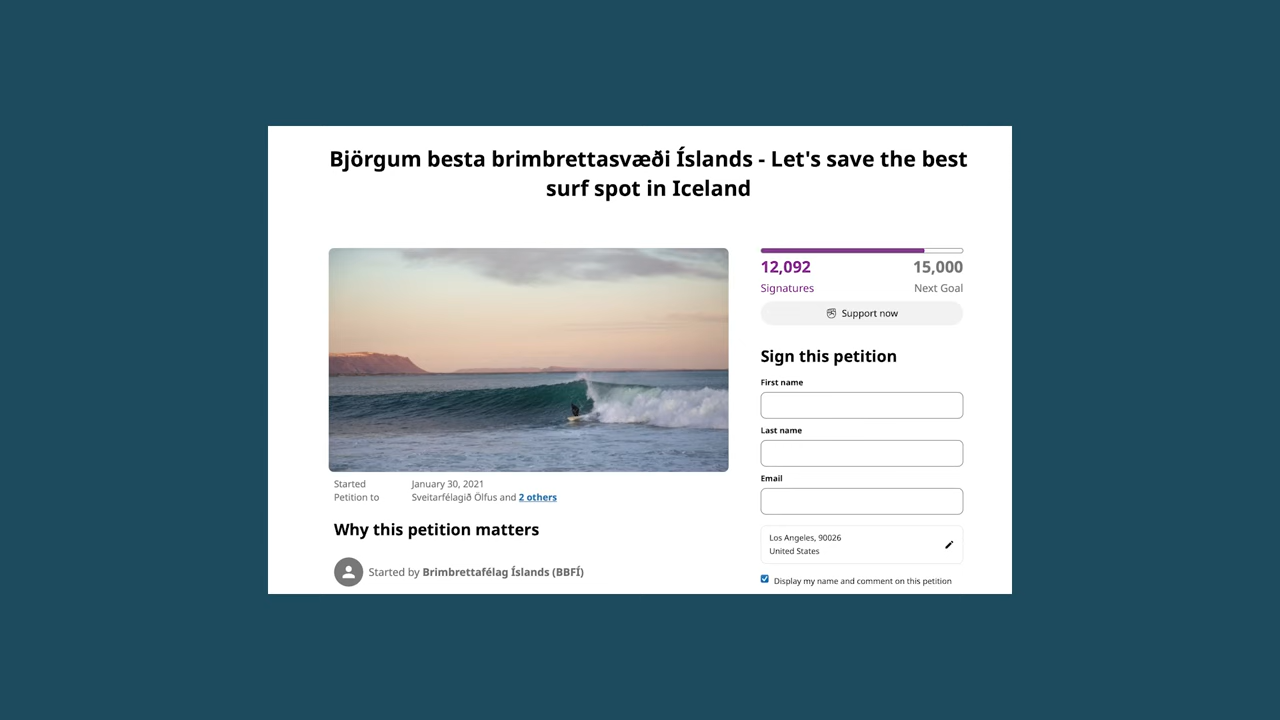 Björgum besta brimbrettasvæði Íslands - Let's save the best
surf spot in Iceland
12,092
15,000
Signatures
Next Goal
Support now
Sign this petition
First name
Last name
Email
Los Angeles, 90026
United States
Display my name and comment on this petition
Started January 30, 2021
Petition to Sveitarfélagið Ölfus and 2 others
Why this petition matters
Started by Brimbrettafélag Íslands (BBFÍ)